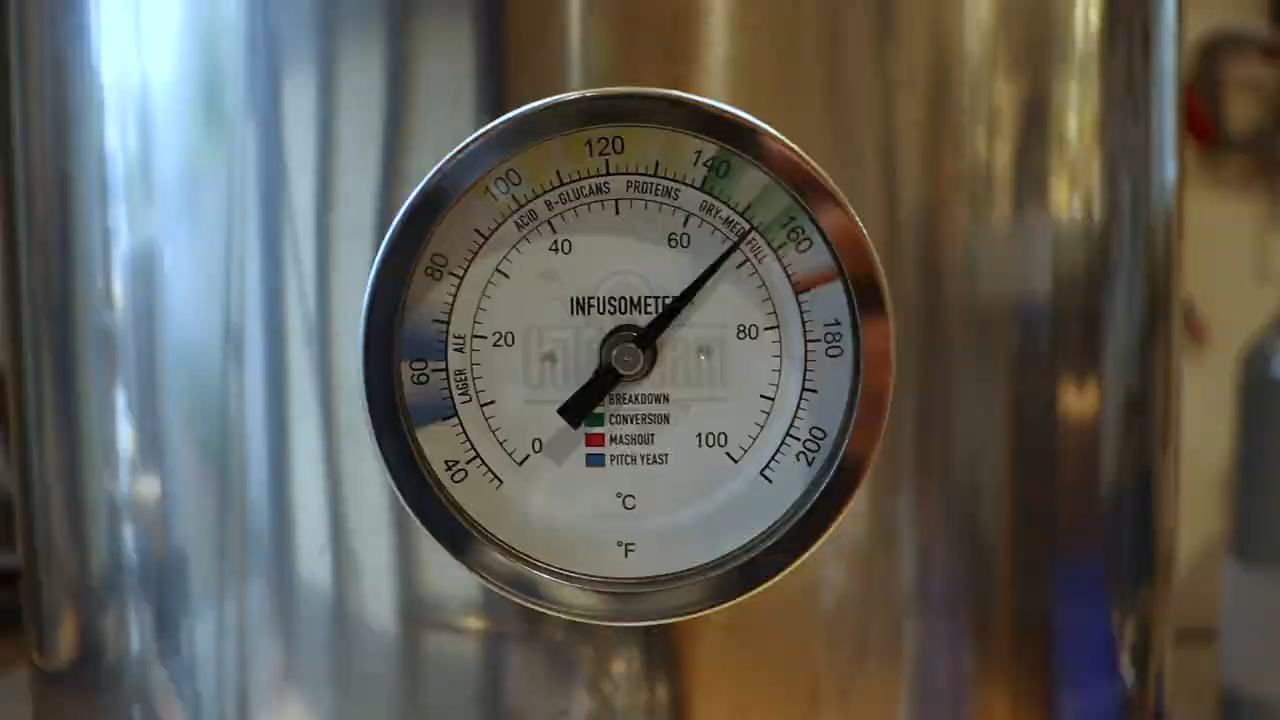 40
60
80
100
120
140
160
180
200
LAGER ALE ACID B-GLUCANS PROTEINS DRY-MED FULL
0
20
40
60
80
100
INFUSOMETER
BREAKDOWN
CONVERSION
MASHOUT
PITCH YEAST
°C
°F